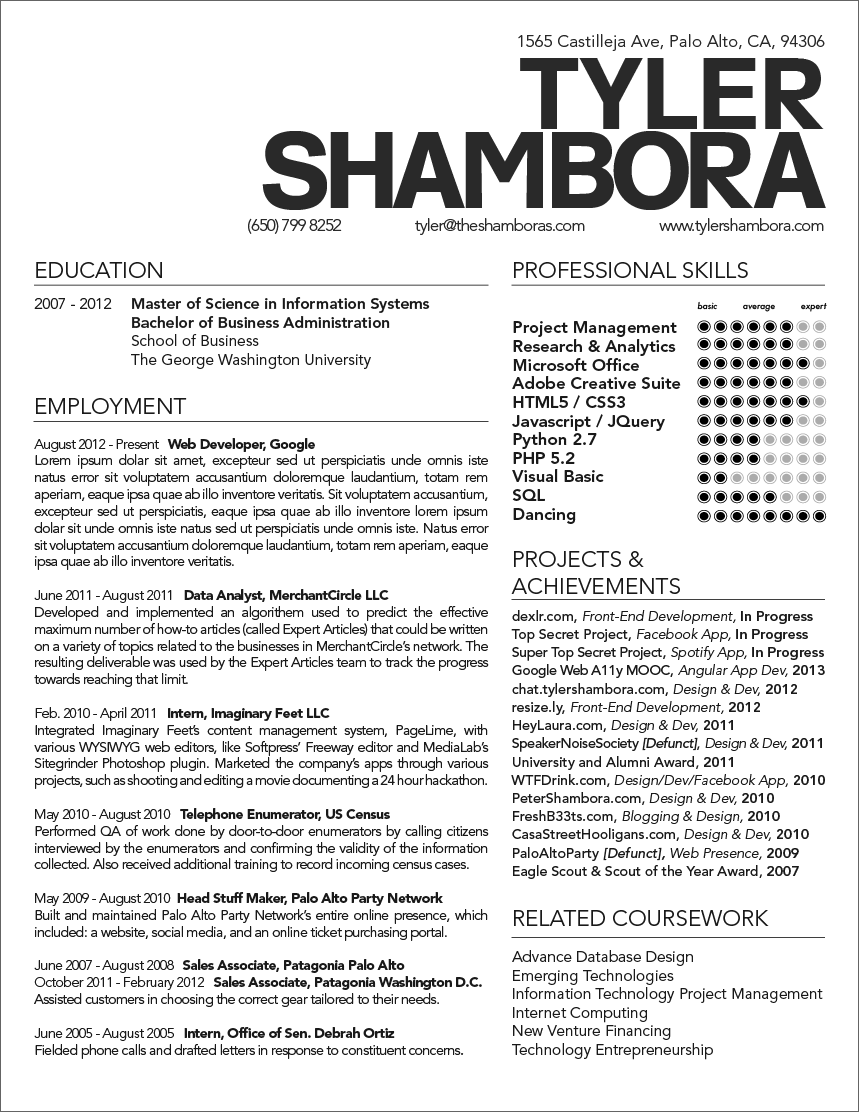 1565 Castilleja Ave, Palo Alto, CA, 94306
TYLER
SHAMBORA
(650) 799 8252 tyler@theshamboras.com www.tylershambora.com
EDUCATION
2007 - 2012 Master of Science in Information Systems
Bachelor of Business Administration
School of Business
The George Washington University
EMPLOYMENT
August 2012 - Present Web Developer, Google
Lorem ipsum dolar sit amet, excepteur sed ut perspiciatis unde omnis iste
natus error sit voluptatem accusantium doloremque laudantium, totam rem
aperiam, eaque ipsa quae ab illo inventore veritatis. Sit voluptatem accusantium,
excepteur sed ut perspiciatis, eaque ipsa quae ab illo inventore lorem ipsum
dolar sit unde omnis iste natus sed ut perspiciatis unde omnis iste. Natus error
sit voluptatem accusantium doloremque laudantium, totam rem aperiam, eaque
ipsa quae ab illo inventore veritatis.
June 2011 - August 2011 Data Analyst, MerchantCircle LLC
Developed and implemented an algorithm used to predict the effective
maximum number of how-to articles (called Expert Articles) that could be written
on a variety of topics related to the businesses in MerchantCircle's network. The
resulting deliverable was used by the Expert Articles team to track the progress
towards reaching that limit.
Feb. 2010 - April 2011 Intern, Imaginary Feet LLC
Integrated Imaginary Feet's content management system, PageLime, with
various WYSIWYG web editors, like Softpress' Freeway editor and MediaLab's
Sitegrinder Photoshop plugin. Marketed the company's apps through various
projects, such as shooting and editing a movie documenting a 24 hour hackathon.
May 2010 - August 2010 Telephone Enumerator, US Census
Performed QA of work done by door-to-door enumerators by calling citizens
interviewed by the enumerators and confirming the validity of the information
collected. Also received additional training to record incoming census cases.
May 2009 - August 2010 Head Stuff Maker, Palo Alto Party Network
Built and maintained Palo Alto Party Network's entire online presence, which
included: a website, social media, and an online ticket purchasing portal.
June 2007 - August 2008 Sales Associate, Patagonia Palo Alto
October 2011 - February 2012 Sales Associate, Patagonia Washington D.C.
Assisted customers in choosing the correct gear tailored to their needs.
June 2005 - August 2005 Intern, Office of Sen. Debrah Ortiz
Fielded phone calls and drafted letters in response to constituent concerns.
PROFESSIONAL SKILLS
basic average expert
Project Management
Research & Analytics
Microsoft Office
Adobe Creative Suite
HTML5 / CSS3
Javascript / JQuery
Python 2.7
PHP 5.2
Visual Basic
SQL
Dancing
PROJECTS &
ACHIEVEMENTS
dexlr.com, Front-End Development, In Progress
Top Secret Project, Facebook App, In Progress
Super Top Secret Project, Spotify App, In Progress
Google Web A11y MOOC, Angular App Dev, 2013
chat.tylershambora.com, Design & Dev, 2012
resize.ly, Front-End Development, 2012
HeyLaura.com, Design & Dev, 2011
SpeakerNoiseSociety [Defunct], Design & Dev, 2011
University and Alumni Award, 2011
WTFDrink.com, Design/Dev/Facebook App, 2010
PeterShambora.com, Design & Dev, 2010
FreshB33ts.com, Blogging & Design, 2010
CasaStreetHooligans.com, Design & Dev, 2010
PaloAltoParty [Defunct], Web Presence, 2009
Eagle Scout & Scout of the Year Award, 2007
RELATED COURSEWORK
Advance Database Design
Emerging Technologies
Information Technology Project Management
Internet Computing
New Venture Financing
Technology Entrepreurship